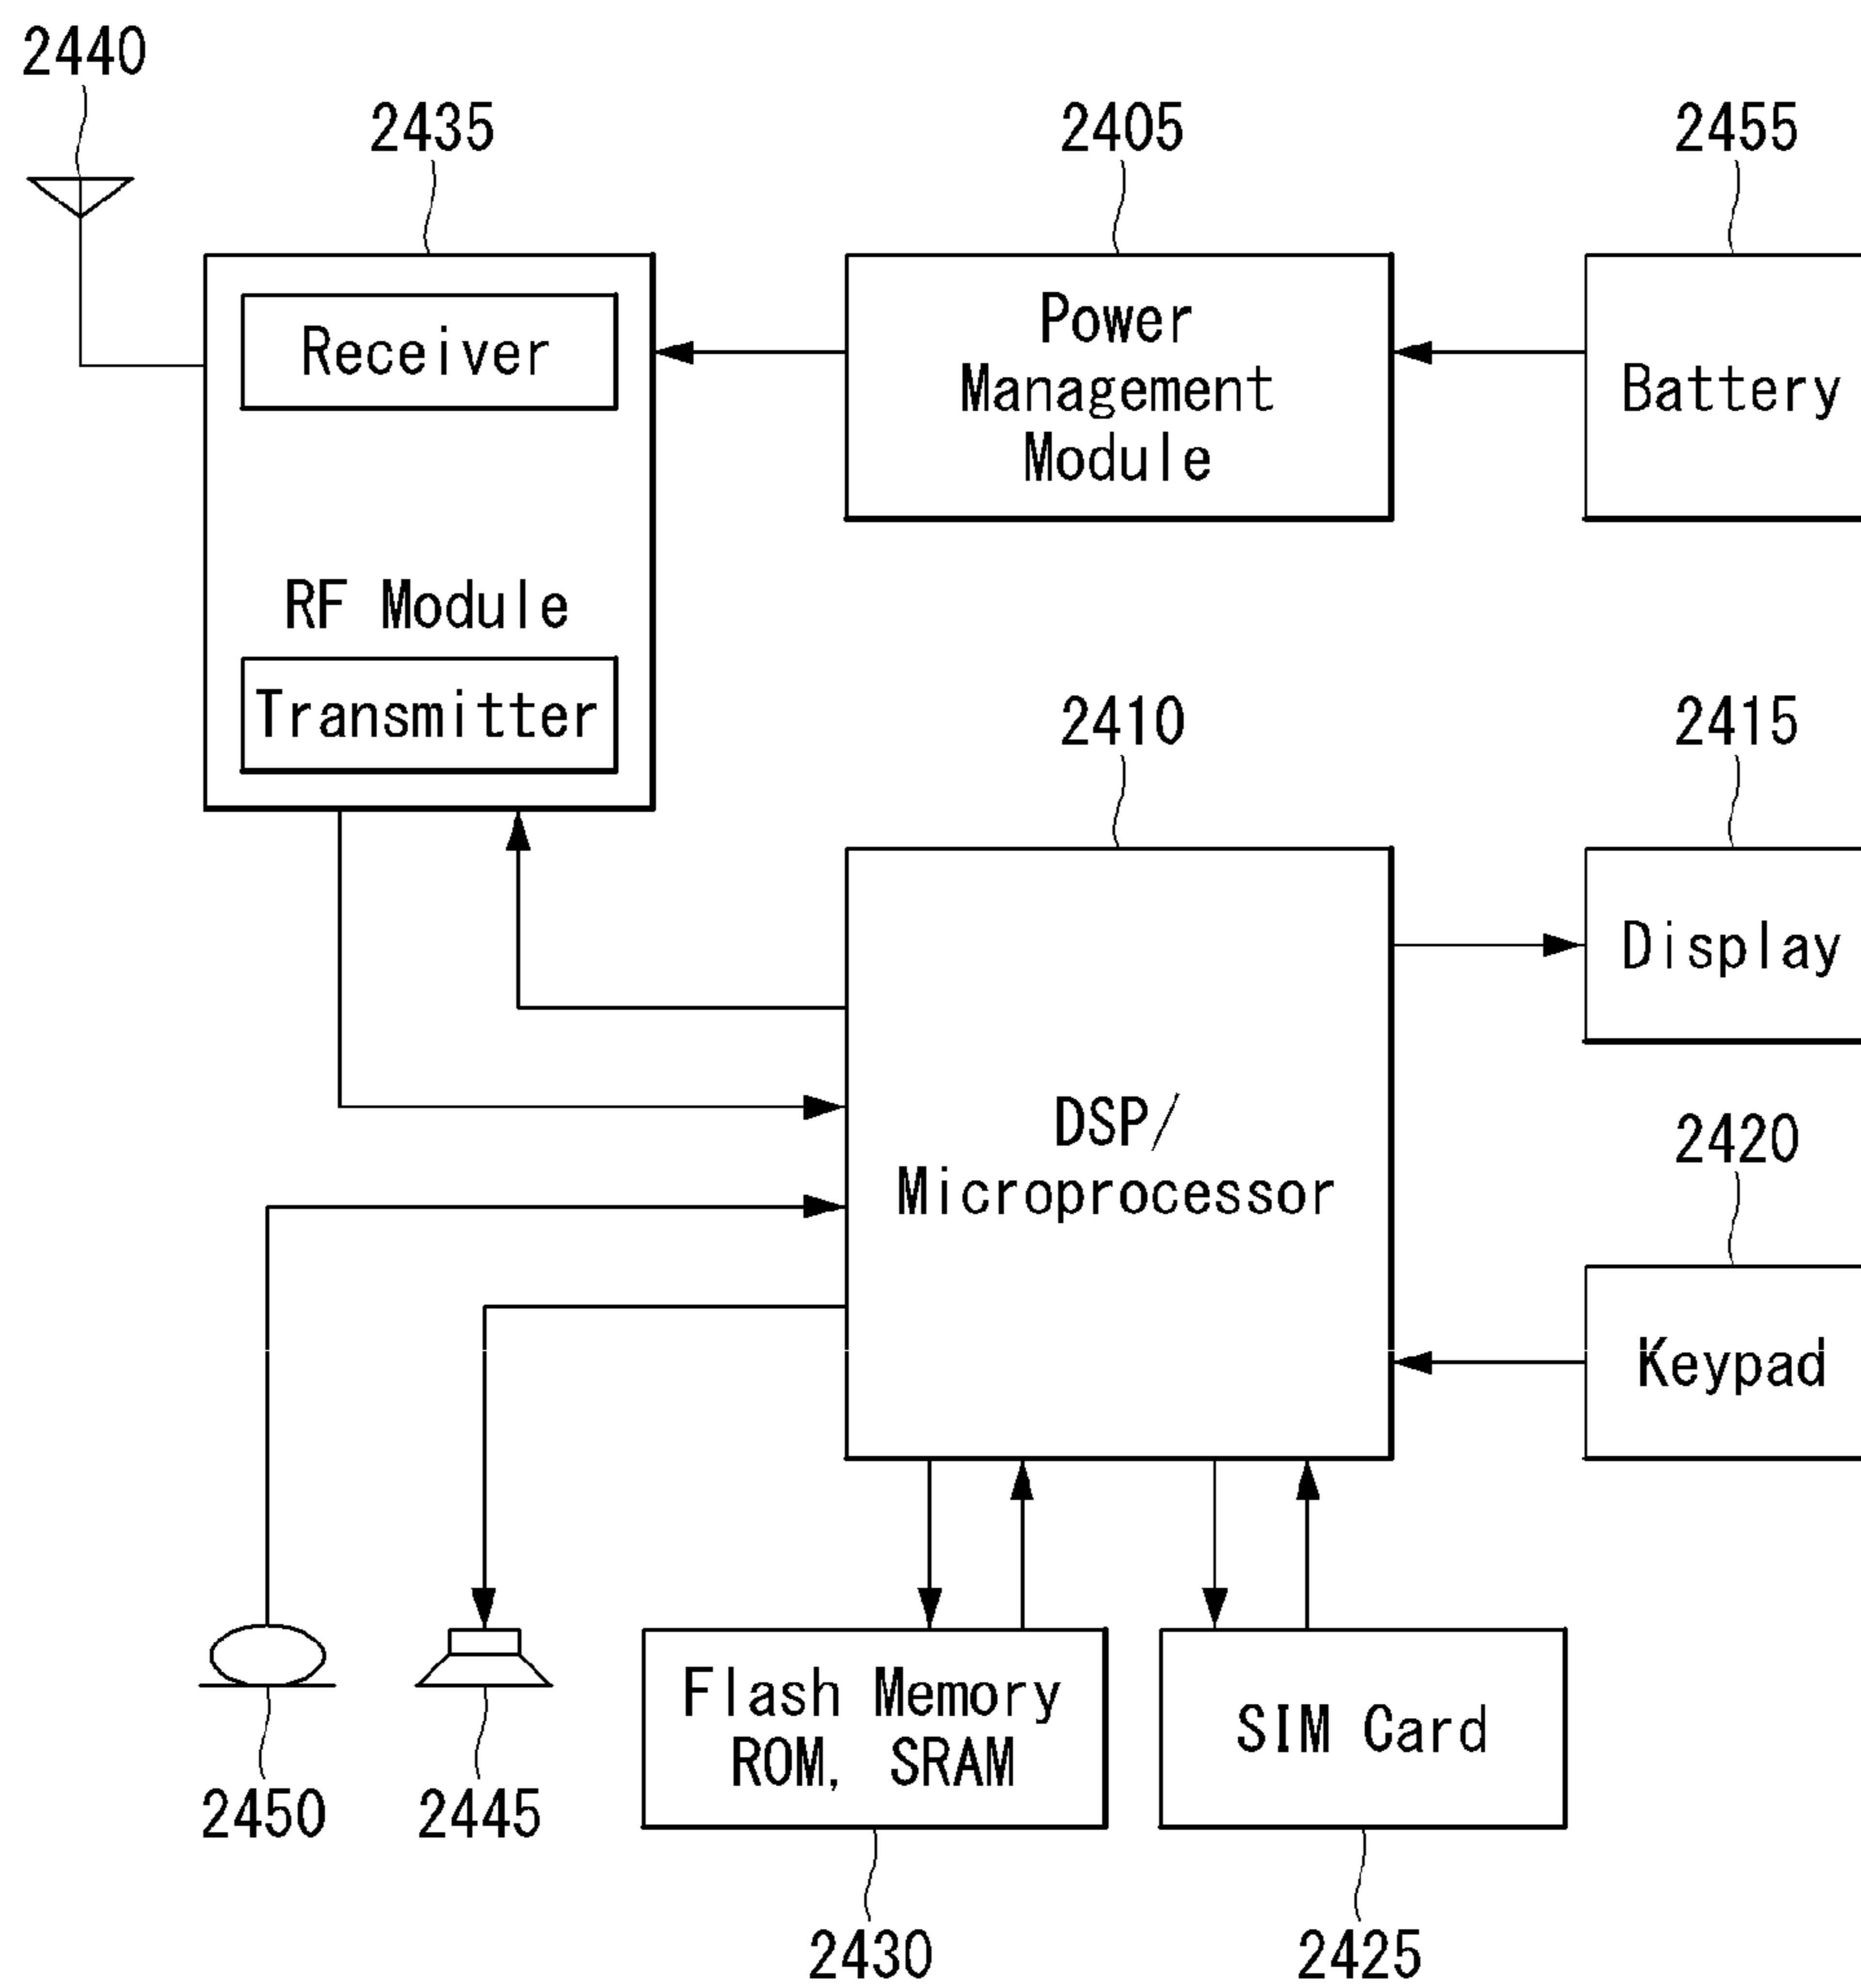 2440
2435
2405
2455
Receiver
RF Module
Transmitter
Power
Management
Module
Battery
2410
2415
DSP/
Microprocessor
Display
2420
Keypad
Flash Memory
ROM, SRAM
SIM Card
2450
2445
2430
2425